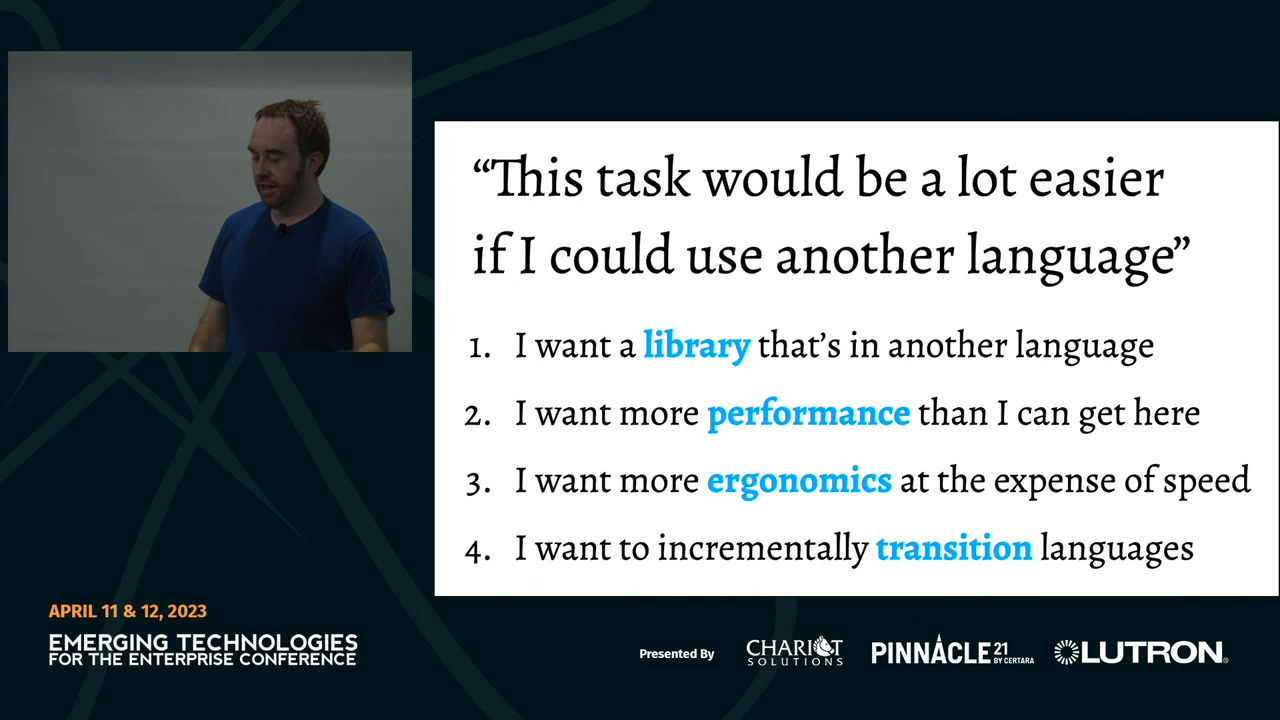 “This task would be a lot easier
if I could use another language”
1. I want a library that’s in another language
2. I want more performance than I can get here
3. I want more ergonomics at the expense of speed
4. I want to incrementally transition languages
APRIL 11 & 12, 2023
EMERGING TECHNOLOGIES
FOR THE ENTERPRISE CONFERENCE
Presented By
CHARIOT
SOLUTIONS
PINNACLE 21
BY CERTARA
LUTRON®